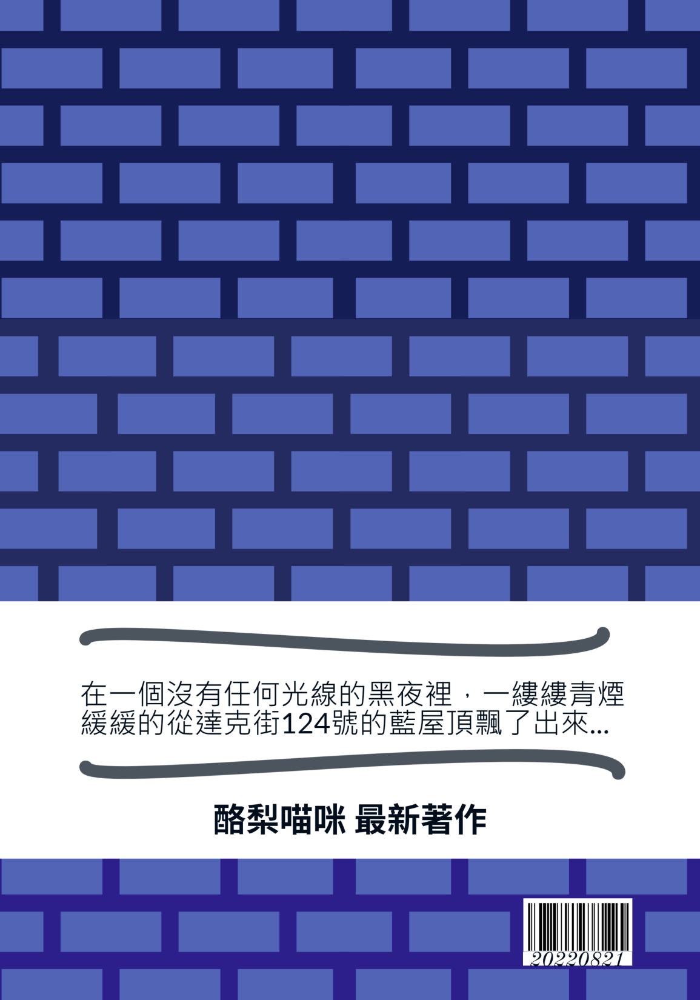 在一個沒有任何光線的黑夜裡，一縷縷青煙
緩緩的從達克街124號的藍屋頂飄了出來...
酪梨喵咪 最新著作
20220821